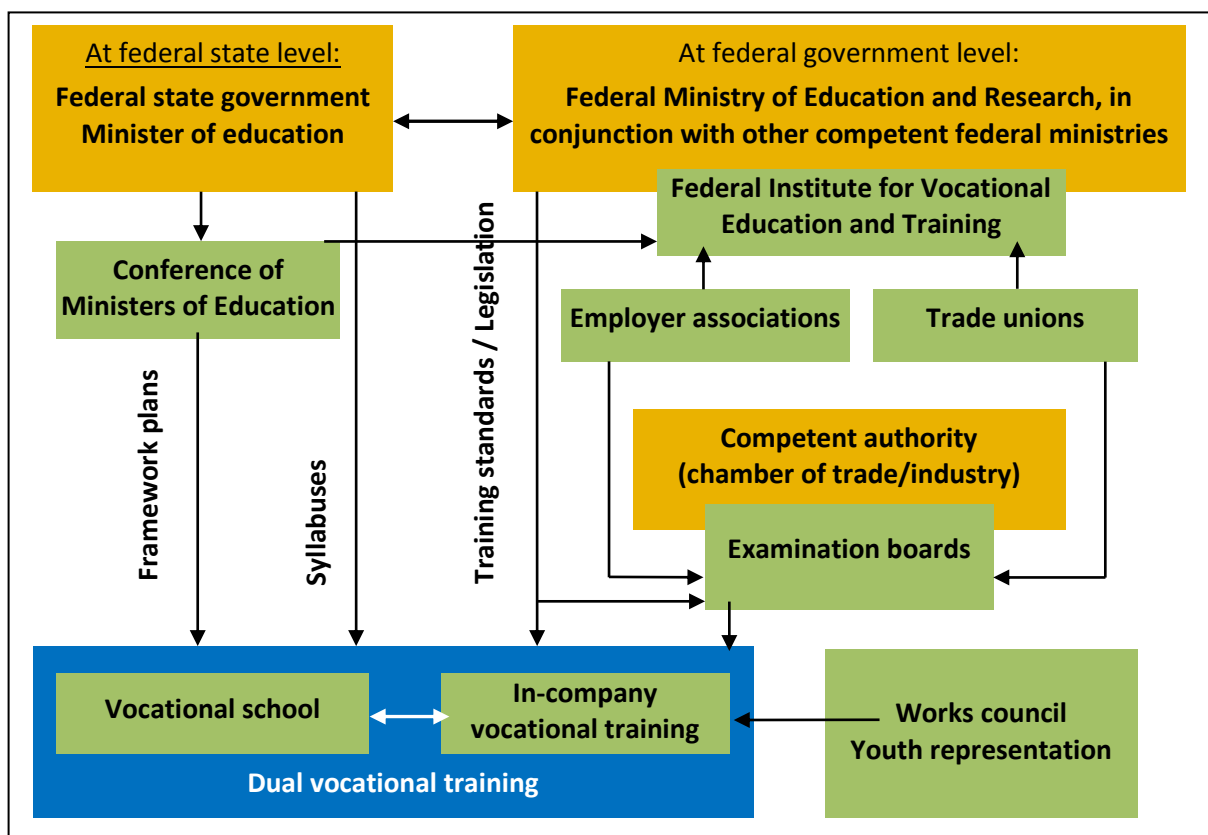 At federal state level:
Federal state government
Minister of education
At federal government level:
Federal Ministry of Education and Research, in
conjunction with other competent federal ministries
Federal Institute for Vocational
Education and Training
Conference of
Ministers of Education
Employer associations
Trade unions
Framework plans
Syllabuses
Training standards / Legislation
Competent authority
(chamber of trade/industry)
Examination boards
Vocational school
In-company
vocational training
Dual vocational training
Works council
Youth representation